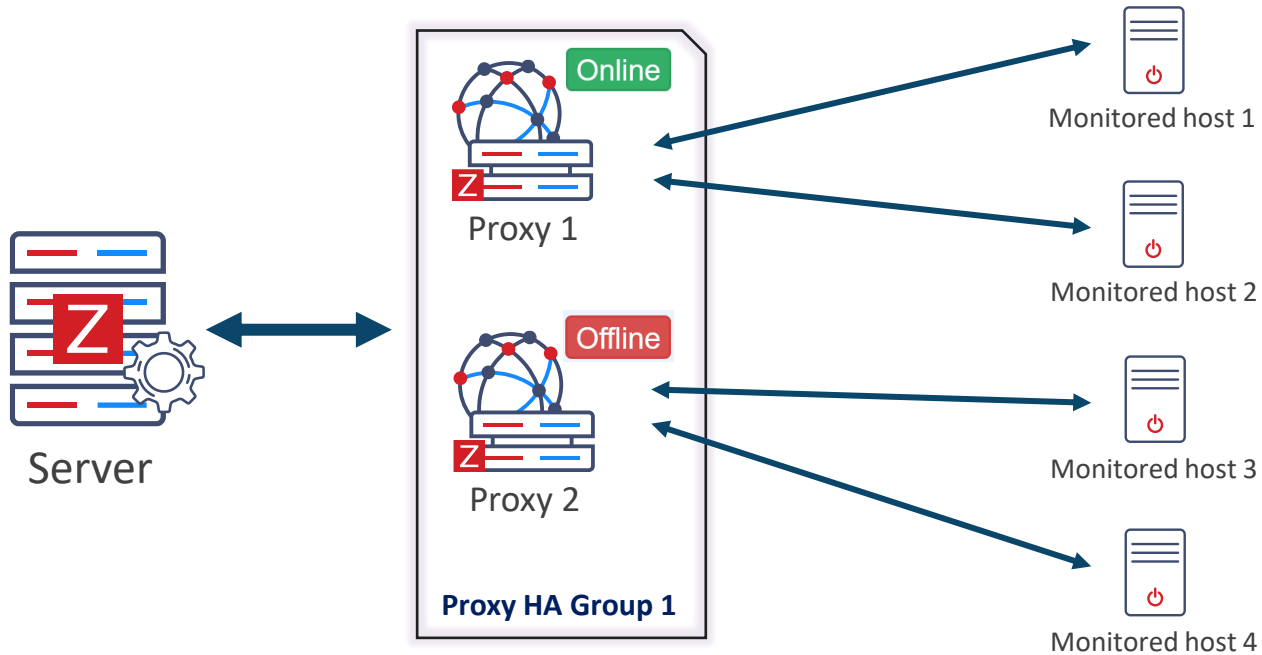 Online
Z
Proxy 1
Monitored host 1
Monitored host 2
Z
Server
Offline
Z
Proxy 2
Proxy HA Group 1
Monitored host 3
Monitored host 4